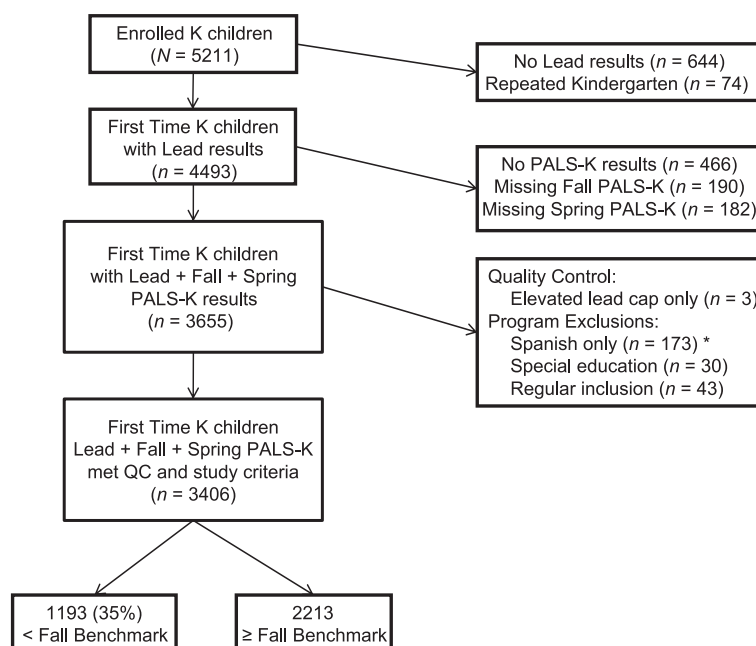 Enrolled K children
(N = 5211)
No Lead results (n = 644)
Repeated Kindergarten (n = 74)
First Time K children
with Lead results
(n = 4493)
No PALS-K results (n = 466)
Missing Fall PALS-K (n = 190)
Missing Spring PALS-K (n = 182)
First Time K children
with Lead + Fall + Spring
PALS-K results
(n = 3655)
Quality Control:
Elevated lead cap only (n = 3)
Program Exclusions:
Spanish only (n = 173) *
Special education (n = 30)
Regular inclusion (n = 43)
First Time K children
Lead + Fall + Spring PALS-K
met QC and study criteria
(n = 3406)
1193 (35%)
< Fall Benchmark
2213
≥ Fall Benchmark